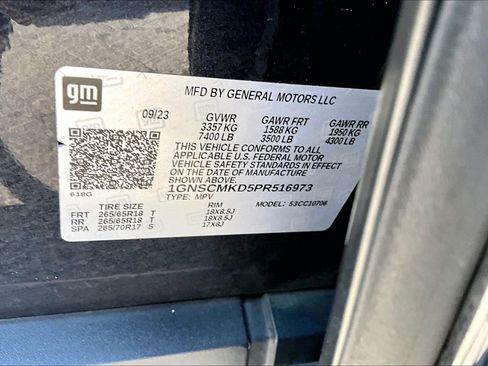 gm
MFD BY GENERAL MOTORS LLC
09/23 GVWR GAWR FRT GAWR RR
3357 KG 1588 KG 1950 KG
7400 LB 3500 LB 4300 LB
THIS VEHICLE CONFORMS TO ALL
APPLICABLE U.S. FEDERAL MOTOR
VEHICLE SAFETY STANDARDS IN EFFECT
ON THE DATE OF MANUFACTURE
SHOWN ABOVE.
1GNSCMKD5PR516973
618G TYPE: MPV MODEL: 53CC10706
TIRE SIZE RIM
FRT 265/65R18 T 18X8.5J
RR 265/65R18 T 18X8.5J
SPA 265/70R17 S 17X8J